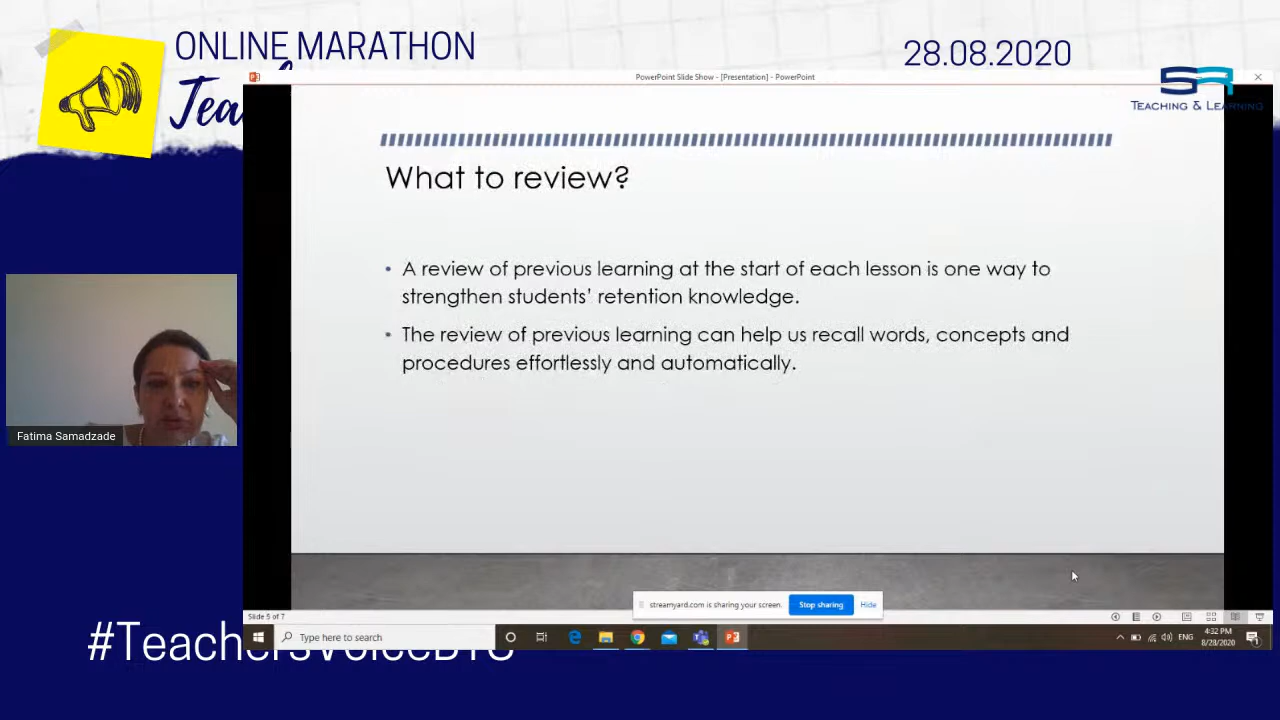 ONLINE MARATHON
28.08.2020
Tea
PowerPoint Slide Show - [Presentation] - PowerPoint
SR
TEACHING & LEARNING
What to review?
• A review of previous learning at the start of each lesson is one way to
strengthen students' retention knowledge.
• The review of previous learning can help us recall words, concepts and
procedures effortlessly and automatically.
Fatima Samadzade
streamyard.com is sharing your screen.
Stop sharing
Hide
Slide 5 of 7
Type here to search
ENG
4:32 PM
8/28/2020
#Teachers